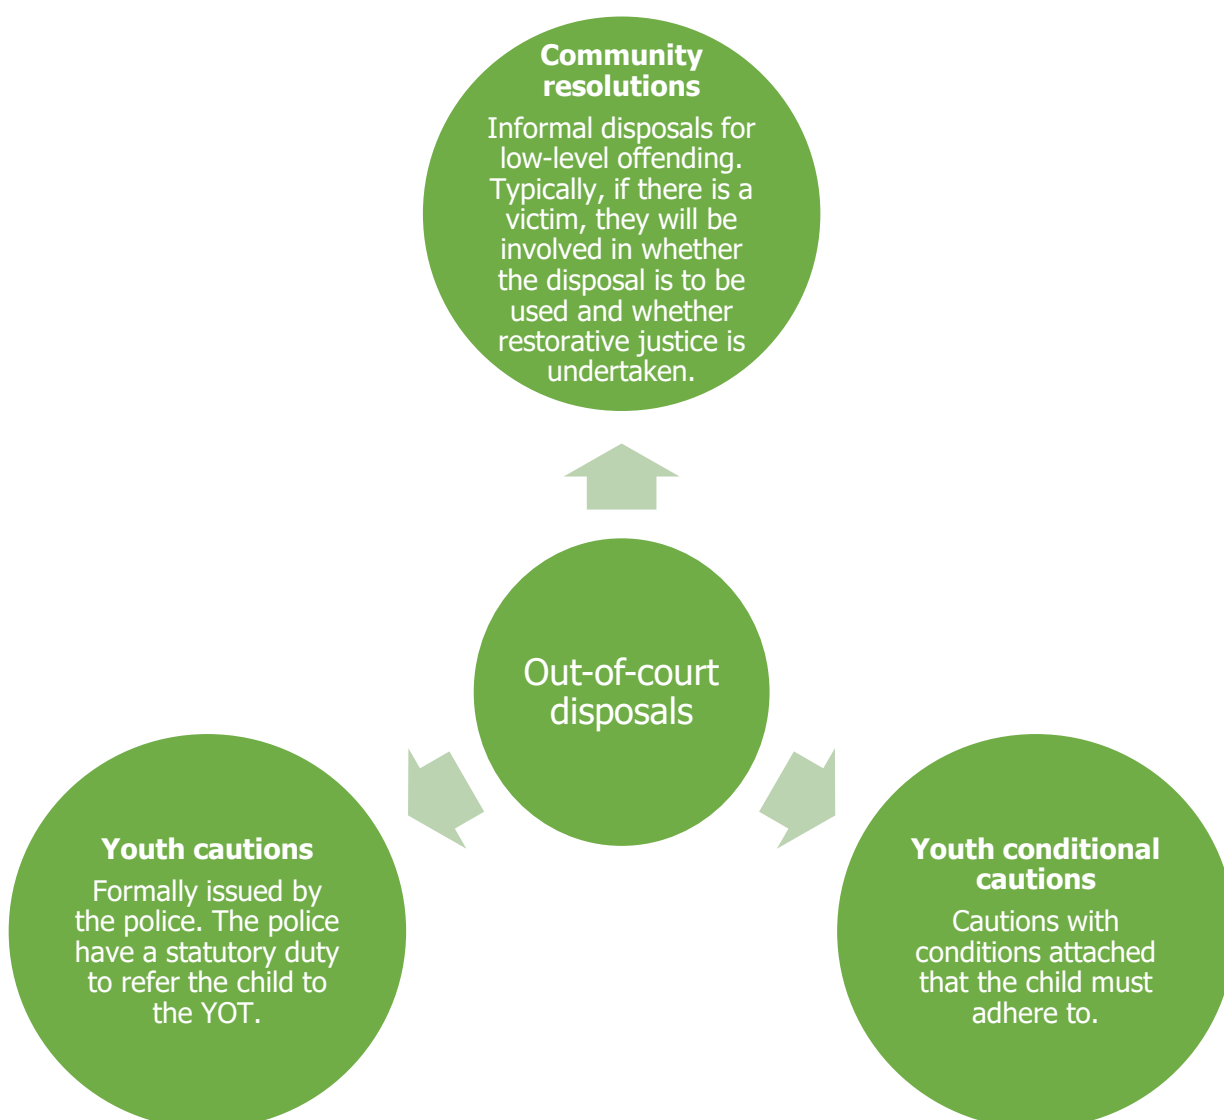 Community
resolutions
Informal disposals for
low-level offending.
Typically, if there is a
victim, they will be
involved in whether
the disposal is to be
used and whether
restorative justice is
undertaken.
Out-of-court
disposals
Youth cautions
Formally issued by
the police. The police
have a statutory duty
to refer the child to
the YOT.
Youth conditional
cautions
Cautions with
conditions attached
that the child must
adhere to.